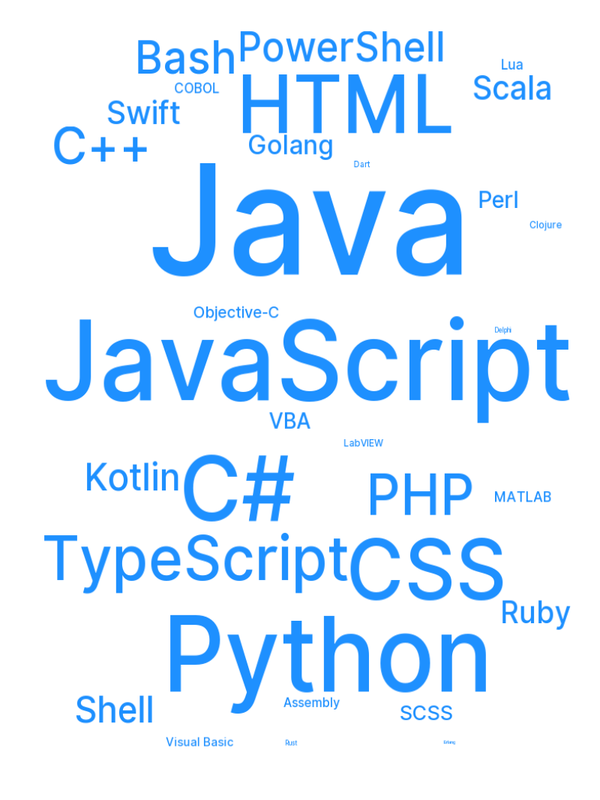 PowerShell
Bash
Lua
HTML
Scala
COBOL
Swift
C++
Golang
Dart
Java
Perl
Clojure
Objective-C
JavaScript
Delphi
VBA
LabVIEW
Kotlin
C#
PHP
MATLAB
TypeScript
CSS
Ruby
Python
Assembly
Shell
SCSS
Visual Basic
Rust